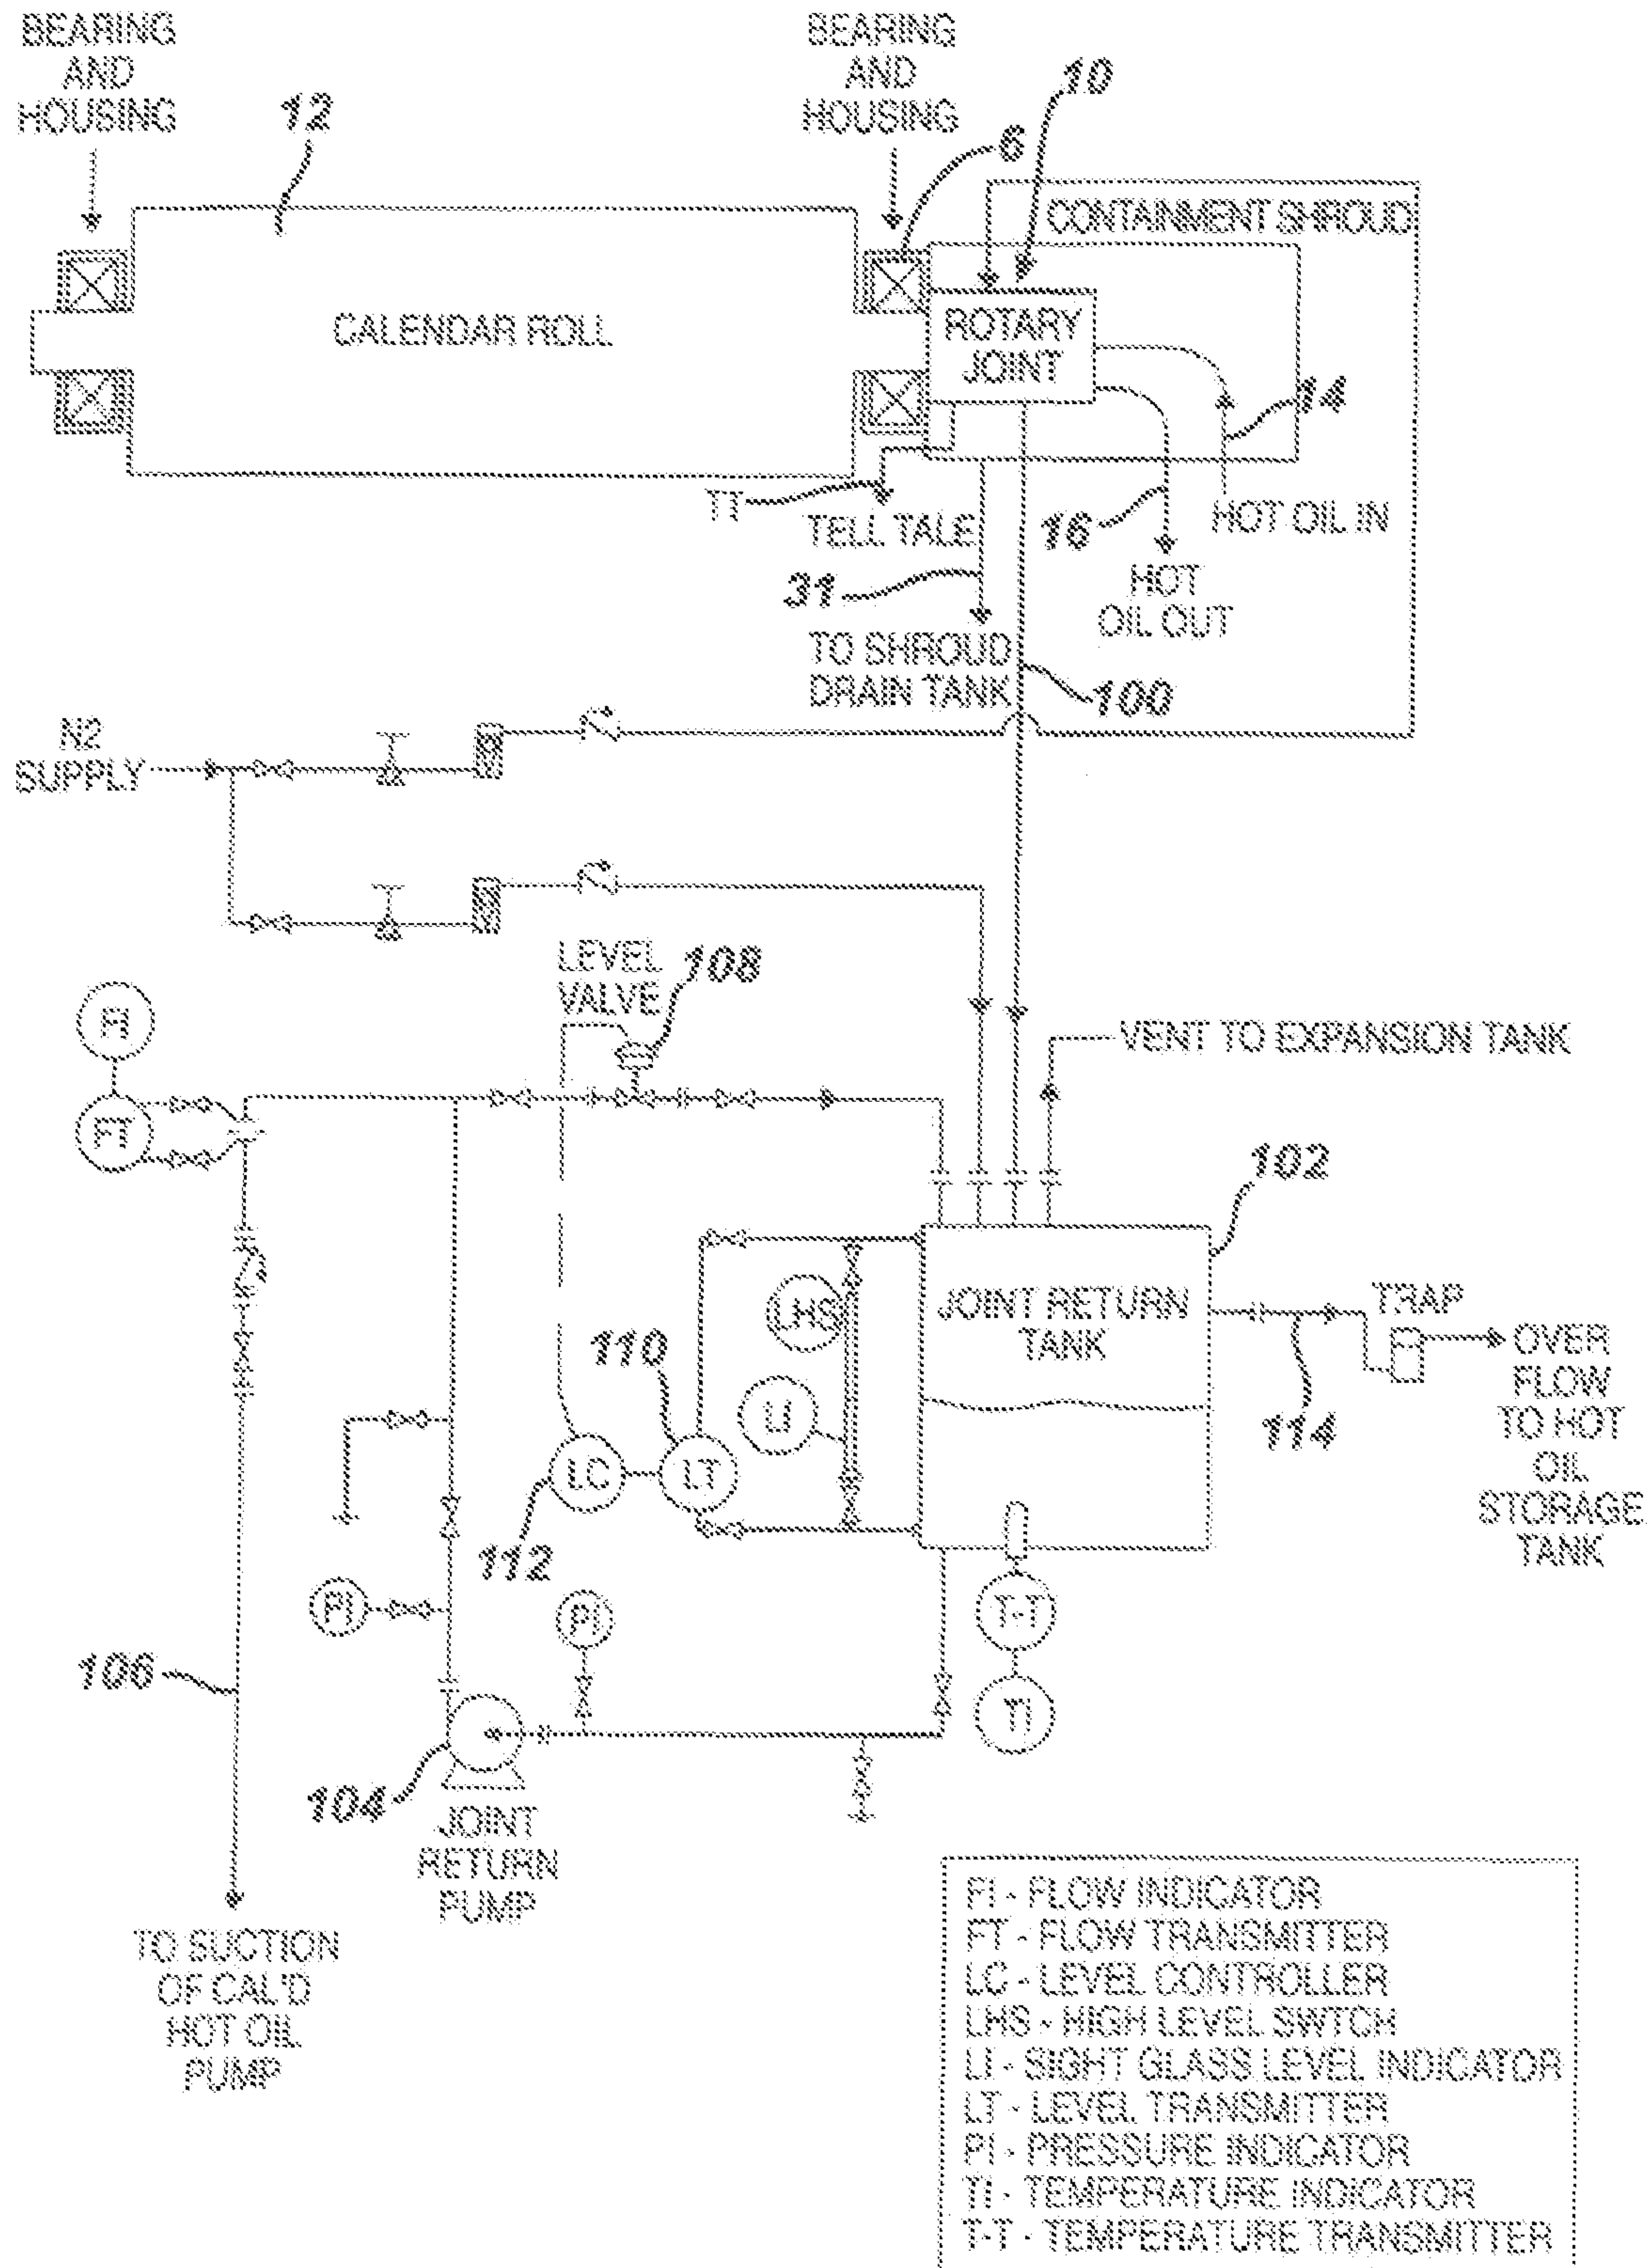 BEARING
AND
HOUSING
12
BEARING
AND
HOUSING
10
6
CONTAINMENT SHROUD
CALENDAR ROLL
ROTARY
JOINT
14
TT
TELL TALE
16
HOT OIL IN
31
HOT
OIL OUT
TO SHROUD
DRAIN TANK
100
N2
SUPPLY
LEVEL
VALVE
108
FI
VENT TO EXPANSION TANK
FT
102
LHS
JOINT RETURN
TANK
TRAP
110
OVER
FLOW
TO HOT
OIL
STORAGE
TANK
LI
114
LC
LT
112
PI
PI
T-T
106
TI
104
JOINT
RETURN
PUMP
TO SUCTION
OF CAL'D
HOT OIL
PUMP
FI - FLOW INDICATOR
FT - FLOW TRANSMITTER
LC - LEVEL CONTROLLER
LHS - HIGH LEVEL SWTCH
LI - SIGHT GLASS LEVEL INDICATOR
LT - LEVEL TRANSMITTER
PI - PRESSURE INDICATOR
TI - TEMPERATURE INDICATOR
T-T - TEMPERATURE TRANSMITTER